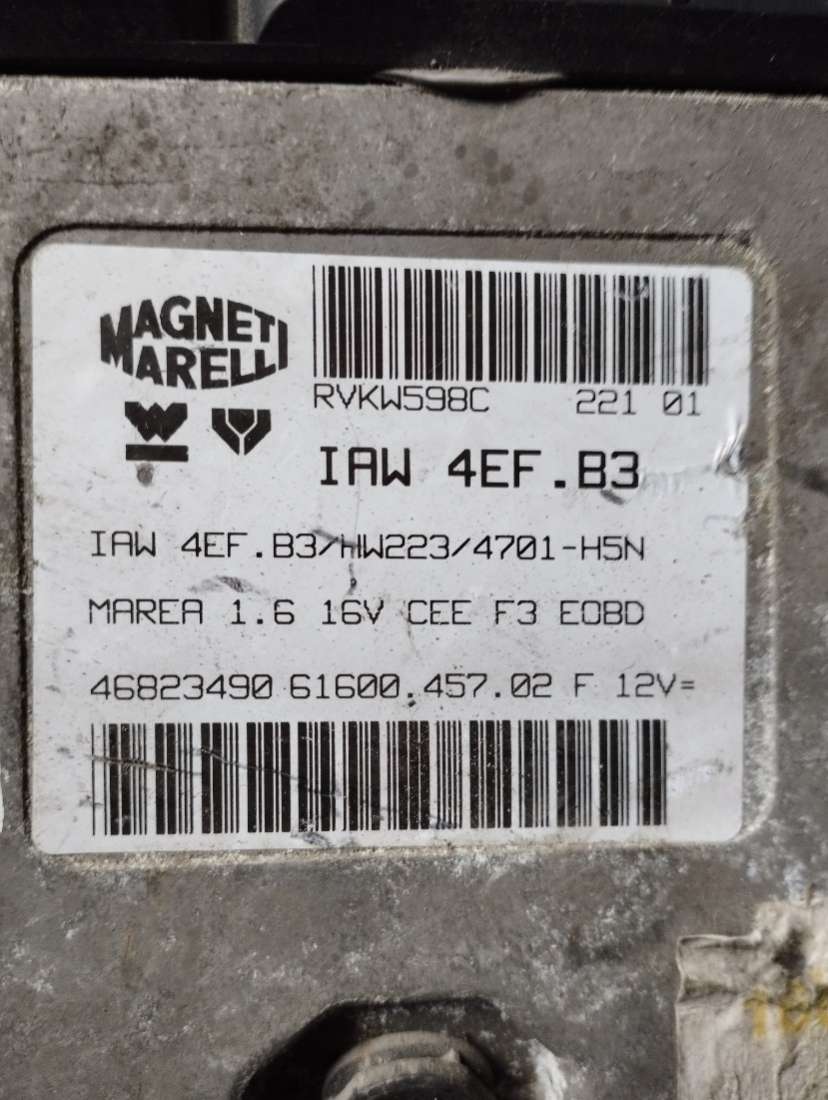 MAGNETI
MARELLI
RVKW598C 221 01
IAW 4EF.B3
IAW 4EF.B3/HW223/4701-H5N
MAREA 1.6 16V CEE F3 EOBD
46823490 61600.457.02 F 12V=